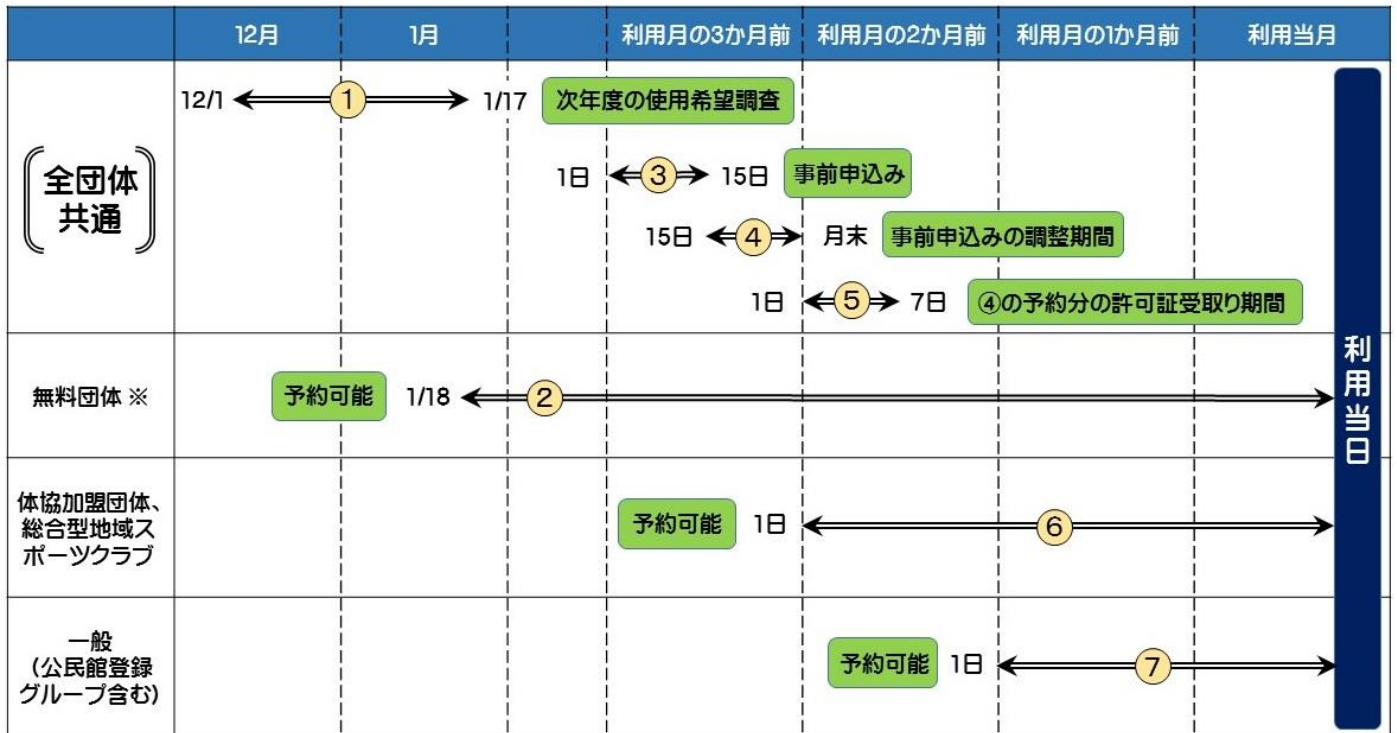 12月 1月 利用月の3か月前 利用月の2か月前 利用月の1か月前 利用当月
全団体
共通
12/1 1 1/17 次年度の使用希望調査
1日 3 15日 事前申込み
15日 4 月末 事前申込みの調整期間
1日 5 7日 ④の予約分の許可証受取り期間
無料団体 ※
予約可能 1/18 2
体協加盟団体、
総合型地域ス
ポーツクラブ
予約可能 1日 6
一般
(公民館登録
グループ含む)
予約可能 1日 7
利用当日